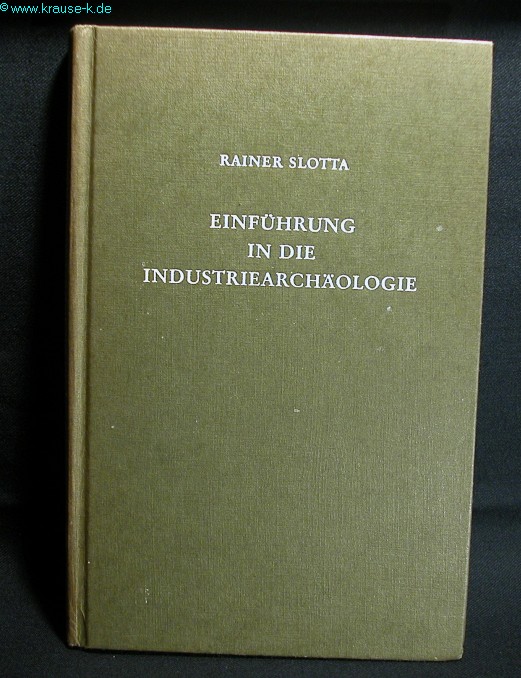 © www.krause-k.de
RAINER SLOTTA
EINFÜHRUNG
IN DIE
INDUSTRIEARCHÄOLOGIE